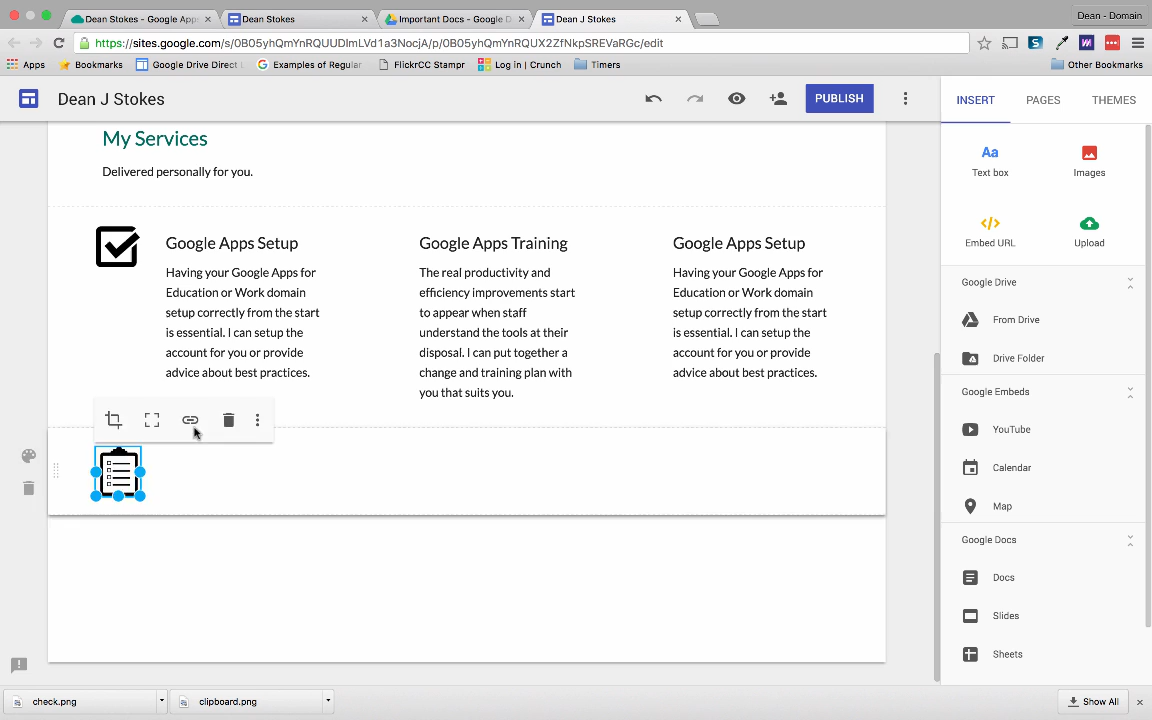 Dean Stokes - Google Apps
Dean Stokes
Important Docs - Google D
Dean J Stokes
Dean - Domain
https://sites.google.com/s/0B05yhQmYnRQUUDlmLVd1a3NocjA/p/0B05yhQmYnRQUX2ZfNkpSREVaRGc/edit
Apps
Bookmarks
Google Drive Direct
Examples of Regular
FlickrCC Stampr
Log in | Crunch
Timers
Other Bookmarks
Dean J Stokes
PUBLISH
INSERT
PAGES
THEMES
My Services
Delivered personally for you.
Google Apps Setup
Having your Google Apps for
Education or Work domain
setup correctly from the start
is essential. I can setup the
account for you or provide
advice about best practices.
Google Apps Training
The real productivity and
efficiency improvements start
to appear when staff
understand the tools at their
disposal. I can put together a
change and training plan with
you that suits you.
Google Apps Setup
Having your Google Apps for
Education or Work domain
setup correctly from the start
is essential. I can setup the
account for you or provide
advice about best practices.
Aa
Text box
Images
Embed URL
Upload
Google Drive
From Drive
Drive Folder
Google Embeds
YouTube
Calendar
Map
Google Docs
Docs
Slides
Sheets
check.png
clipboard.png
Show All